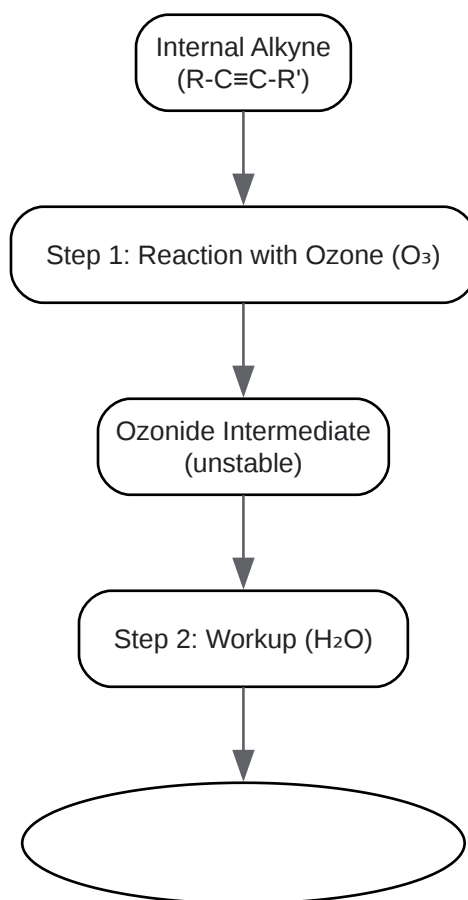 Internal Alkyne
(R-C≡C-R')
Step 1: Reaction with Ozone (O₃)
Ozonide Intermediate
(unstable)
Step 2: Workup (H₂O)